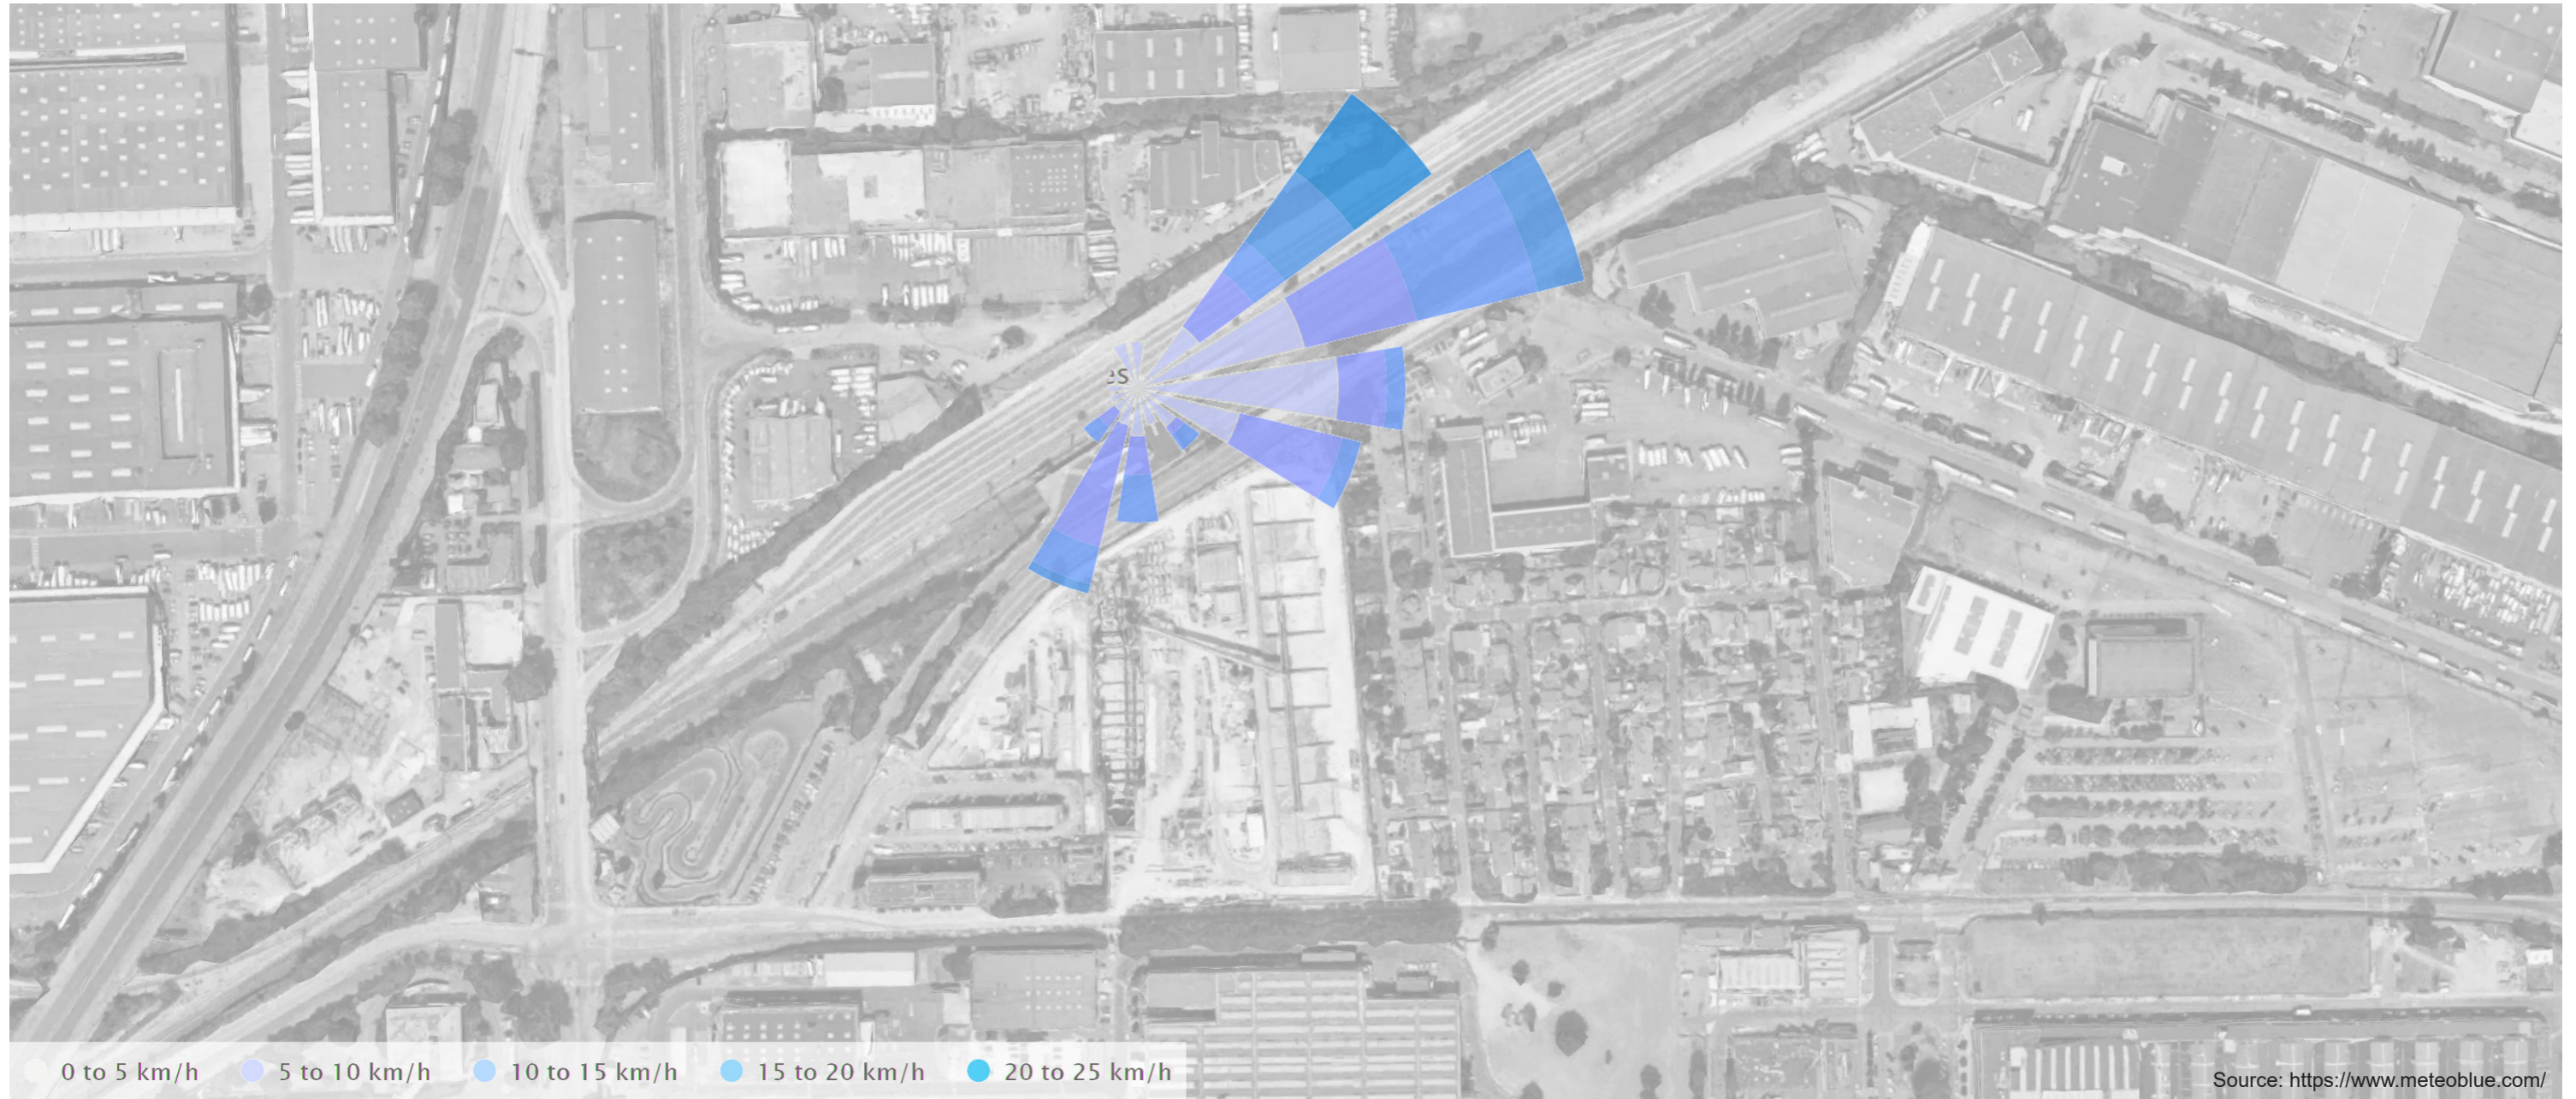 es
0 to 5 km/h
5 to 10 km/h
10 to 15 km/h
15 to 20 km/h
20 to 25 km/h
Source: https://www.meteoblue.com/